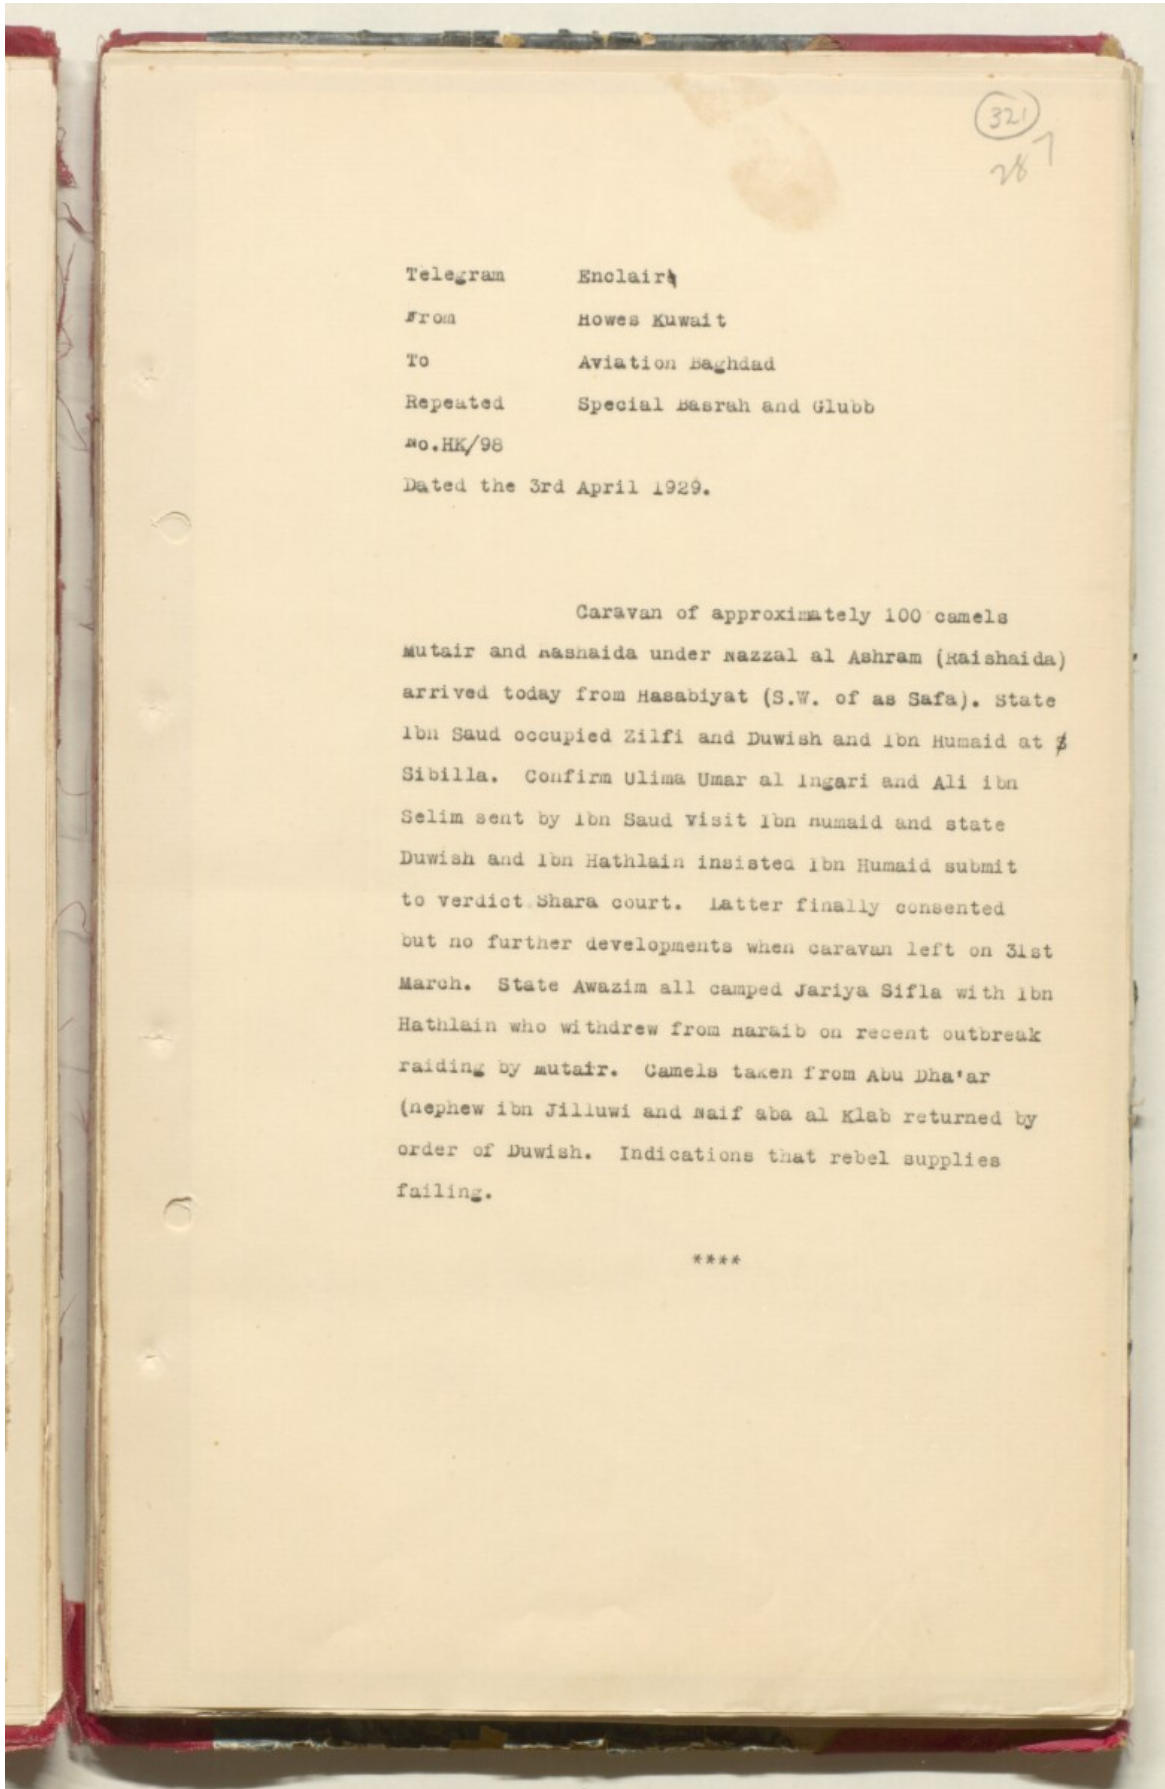 321
287
Telegram Enclair
From Howes Kuwait
To Aviation Baghdad
Repeated Special Basrah and Glubb
No.HK/98
Dated the 3rd April 1929.
Caravan of approximately 100 camels
Mutair and Rashaida under Nazzal al Ashram (Raishaida)
arrived today from Hasabiyat (S.W. of as Safa). State
Ibn Saud occupied Zilfi and Duwish and Ibn Humaid at
Sibilla. Confirm Ulima Umar al Ingari and Ali ibn
Selim sent by Ibn Saud visit Ibn Humaid and state
Duwish and Ibn Hathlain insisted Ibn Humaid submit
to verdict Shara court. Latter finally consented
but no further developments when caravan left on 31st
March. State Awazim all camped Jariya Sifla with Ibn
Hathlain who withdrew from Haraib on recent outbreak
raiding by Mutair. Camels taken from Abu Dha'ar
(nephew ibn Jilluwi and Naif aba al Klab returned by
order of Duwish. Indications that rebel supplies
failing.
****